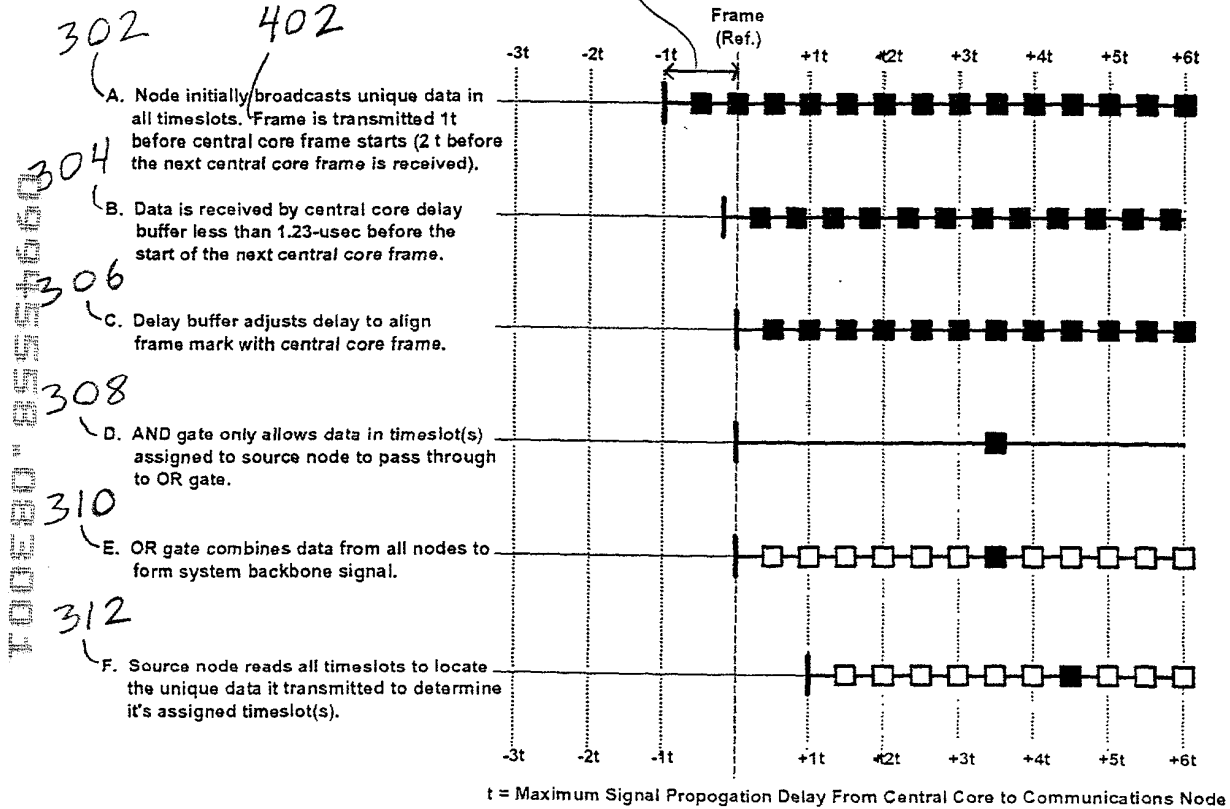 302
402
Frame
(Ref.)
-3t -2t -1t +1t +2t +3t +4t +5t +6t
A. Node initially broadcasts unique data in
all timeslots. Frame is transmitted 1t
before central core frame starts (2 t before
the next central core frame is received).
304
B. Data is received by central core delay
buffer less than 1.23-usec before the
start of the next central core frame.
306
C. Delay buffer adjusts delay to align
frame mark with central core frame.
308
D. AND gate only allows data in timeslot(s)
assigned to source node to pass through
to OR gate.
310
E. OR gate combines data from all nodes to
form system backbone signal.
312
F. Source node reads all timeslots to locate
the unique data it transmitted to determine
it's assigned timeslot(s).
-3t -2t -1t +1t +2t +3t +4t +5t +6t
t = Maximum Signal Propogation Delay From Central Core to Communications Node